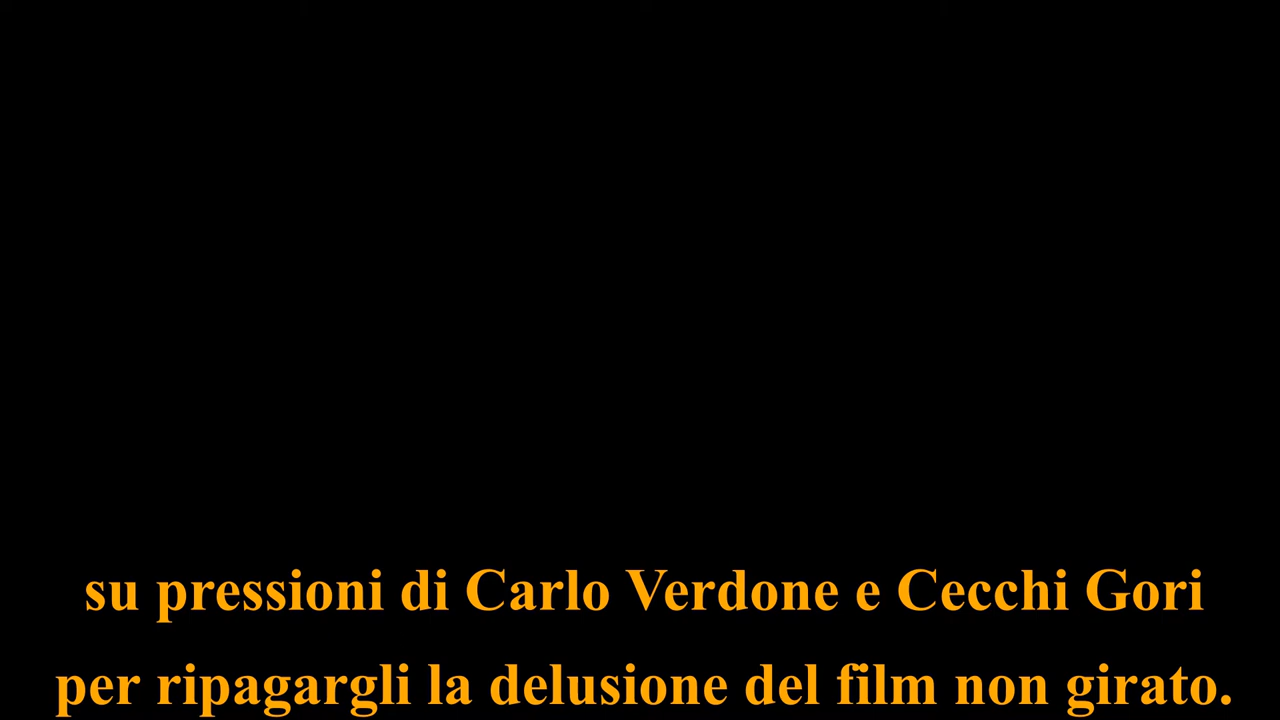 su pressioni di Carlo Verdone e Cecchi Gori
per ripagargli la delusione del film non girato.